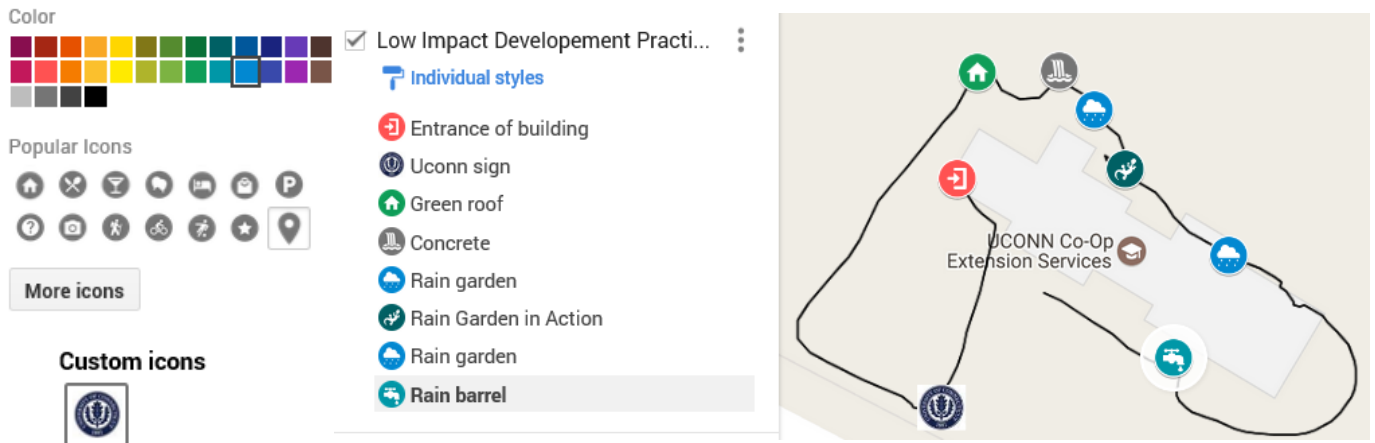 Color
Popular Icons
P
?
More icons
Custom icons
Low Impact Developement Practi...
Individual styles
Entrance of building
Uconn sign
Green roof
Concrete
Rain garden
Rain Garden in Action
Rain garden
Rain barrel
UCONN Co-Op
Extension Services